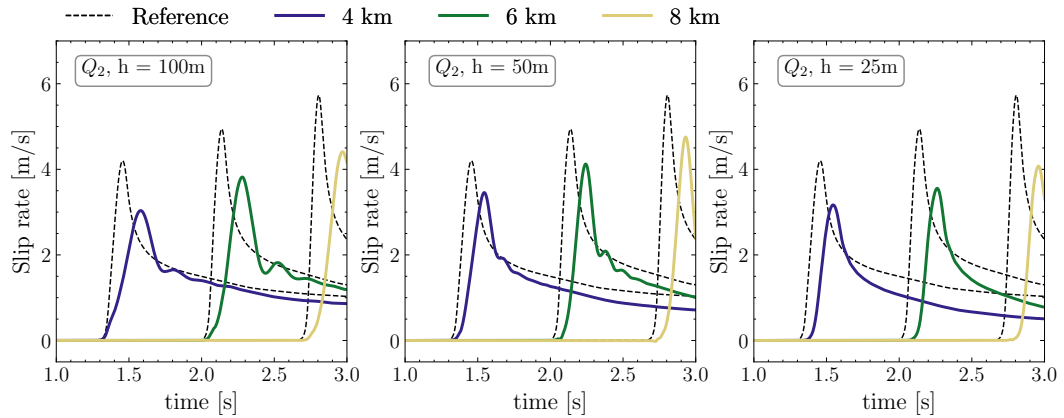 Reference 4 km 6 km 8 km
Q2, h = 100m
Q2, h = 50m
Q2, h = 25m
Slip rate [m/s]
6
4
2
0
1.0 1.5 2.0 2.5 3.0
time [s]
Slip rate [m/s]
6
4
2
0
1.0 1.5 2.0 2.5 3.0
time [s]
Slip rate [m/s]
6
4
2
0
1.0 1.5 2.0 2.5 3.0
time [s]